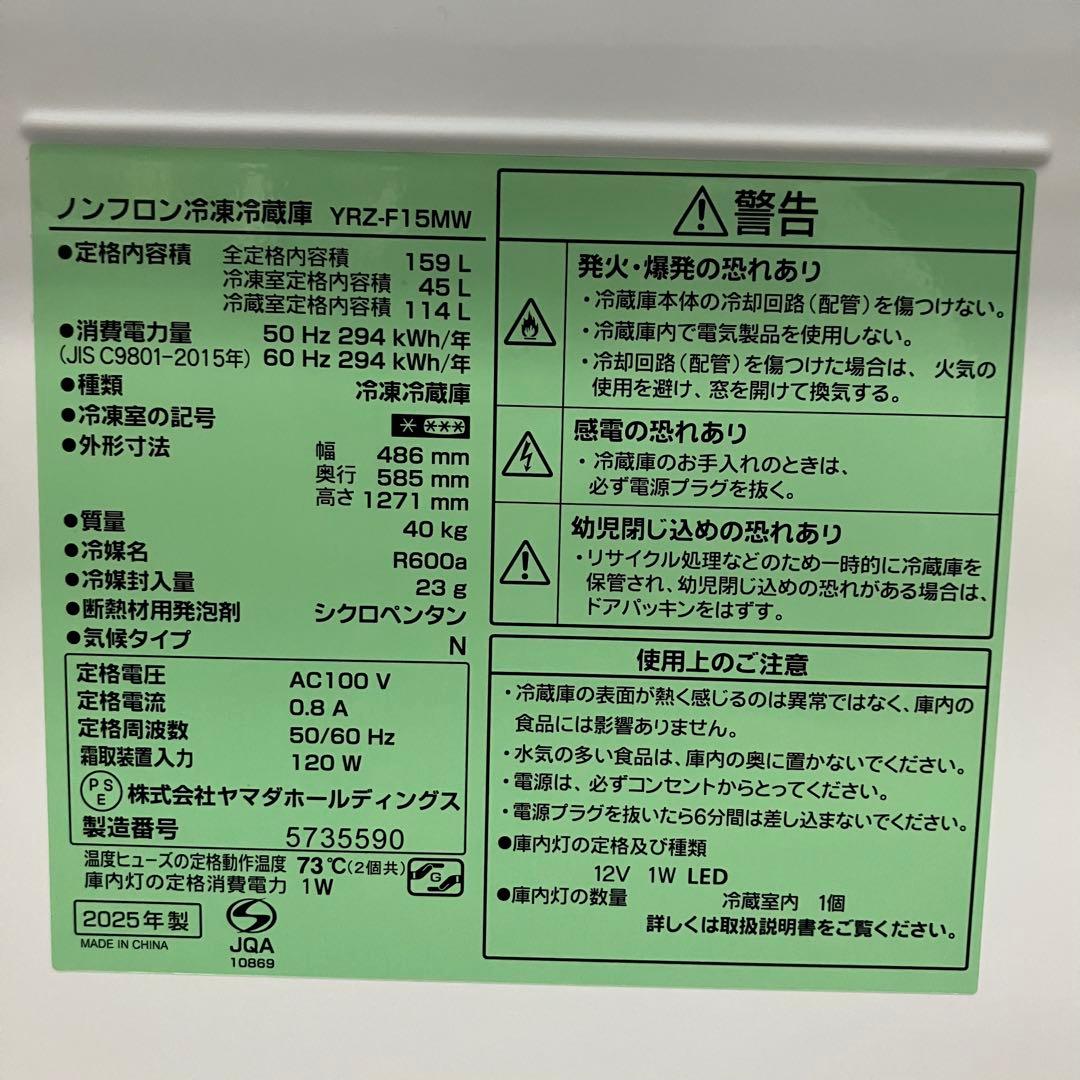 ノンフロン冷凍冷蔵庫 YRZ-F15MW
●定格内容積 全定格内容積 159 L
冷凍室定格内容積 45 L
冷蔵室定格内容積 114 L
●消費電力量 50 Hz 294 kWh/年
(JIS C9801-2015年) 60 Hz 294 kWh/年
●種類 冷凍冷蔵庫
●冷凍室の記号
●外形寸法 幅 486 mm
奥行 585 mm
高さ 1271 mm
●質量 40 kg
●冷媒名 R600a
●冷媒封入量 23 g
●断熱材用発泡剤 シクロペンタン
●気候タイプ N
定格電圧 AC100 V
定格電流 0.8 A
定格周波数 50/60 Hz
霜取装置入力 120 W
PSE 株式会社ヤマダホールディングス
製造番号 5735590
温度ヒューズの定格動作温度 73℃(2個共)
庫内灯の定格消費電力 1W
G
2025年製
MADE IN CHINA
JQA
10869
警告
発火・爆発の恐れあり
・冷蔵庫本体の冷却回路(配管)を傷つけない。
・冷蔵庫内で電気製品を使用しない。
・冷却回路(配管)を傷つけた場合は、火気の
使用を避け、窓を開けて換気する。
感電の恐れあり
・冷蔵庫のお手入れのときは、
必ず電源プラグを抜く。
幼児閉じ込めの恐れあり
・リサイクル処理などのため一時的に冷蔵庫を
保管され、幼児閉じ込めの恐れがある場合は、
ドアパッキンをはずす。
使用上のご注意
・冷蔵庫の表面が熱く感じるのは異常ではなく、庫内の
食品には影響ありません。
・水気の多い食品は、庫内の奥に置かないでください。
・電源は、必ずコンセントからとってください。
・電源プラグを抜いたら6分間は差し込まないでください。
●庫内灯の定格及び種類
12V 1W LED
●庫内灯の数量 冷蔵室内 1個
詳しくは取扱説明書をご覧ください。